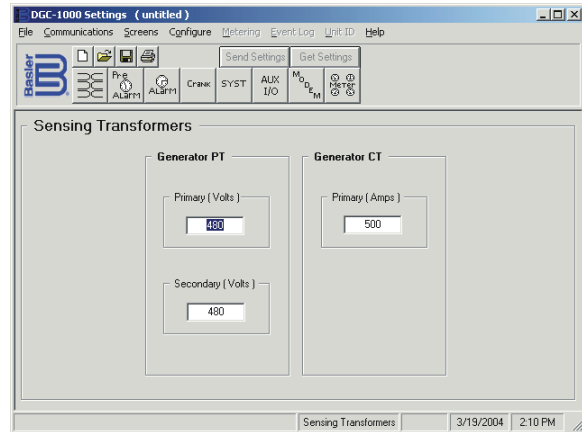 DGC-1000 Settings ( untitled )
File Communications Screens Configure Metering Event Log Unit ID Help
Basler
Send Settings Get Settings
Pre ALarm ALarm Crank SYST AUX I/O MODEM Meter
Sensing Transformers
Generator PT
Generator CT
Primary ( Volts )
Primary ( Amps )
480
500
Secondary ( Volts )
480
Sensing Transformers 3/19/2004 2:10 PM